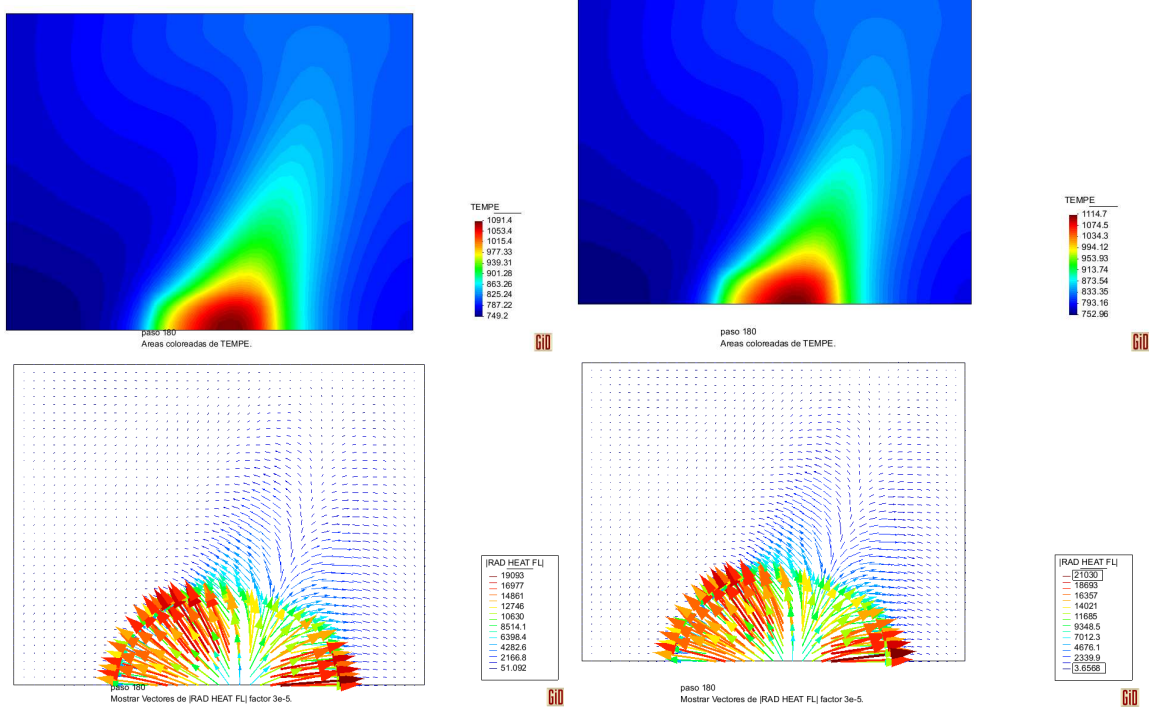 TEMPE
1091.4
1053.4
1015.4
977.33
939.31
901.28
863.26
825.24
787.22
749.2
paso 180
Areas coloreadas de TEMPE.
GiD
TEMPE
1114.7
1074.5
1034.3
994.12
953.93
913.74
873.54
833.35
793.16
752.96
paso 180
Areas coloreadas de TEMPE.
GiD
|RAD HEAT FL|
19093
16977
14861
12746
10630
8514.1
6398.4
4282.6
2166.8
51.092
paso 180
Mostrar Vectores de |RAD HEAT FL| factor 3e-5.
GiD
|RAD HEAT FL|
21030
18693
16357
14021
11685
9348.5
7012.3
4676.1
2339.9
3.6568
paso 180
Mostrar Vectores de |RAD HEAT FL| factor 3e-5.
GiD